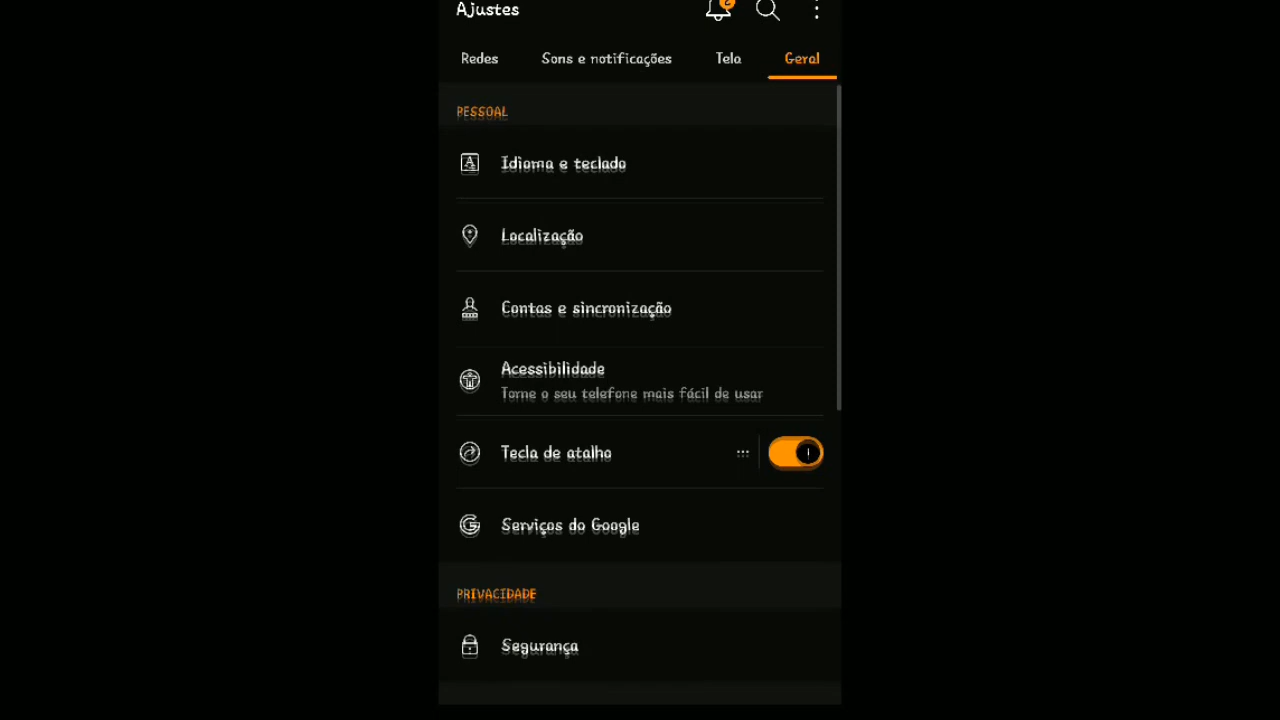 Ajustes
Redes Sons e notificações Tela Geral
PESSOAL
Idioma e teclado
Localização
Contas e sincronização
Acessibilidade
Torne o seu telefone mais fácil de usar
Tecla de atalho
Serviços do Google
PRIVACIDADE
Segurança